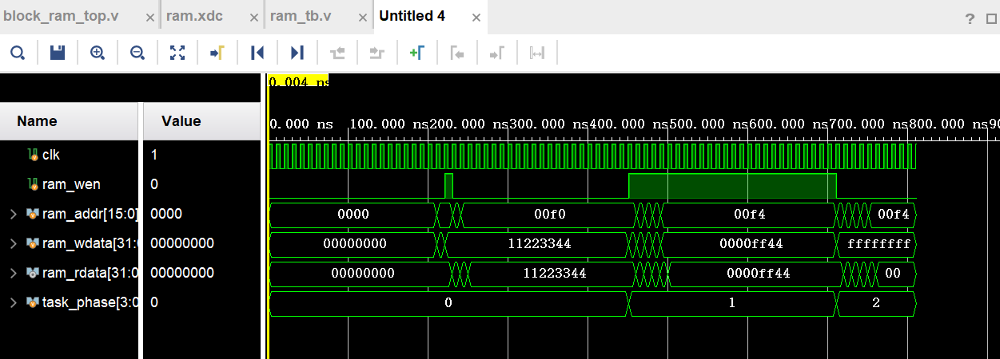 block_ram_top.v × ram.xdc × ram_tb.v × Untitled 4 ×
?
0.004 ns
Name Value
0.000 ns 100.000 ns 200.000 ns 300.000 ns 400.000 ns 500.000 ns 600.000 ns 700.000 ns 800.000 ns 90
clk 1
ram_wen 0
ram_addr[15:0] 0000 0000 00f0 00f4 00f4
ram_wdata[31:0 00000000 00000000 11223344 0000ff44 ffffffff
ram_rdata[31:0 00000000 00000000 11223344 0000ff44 00
task_phase[3:0 0 0 1 2